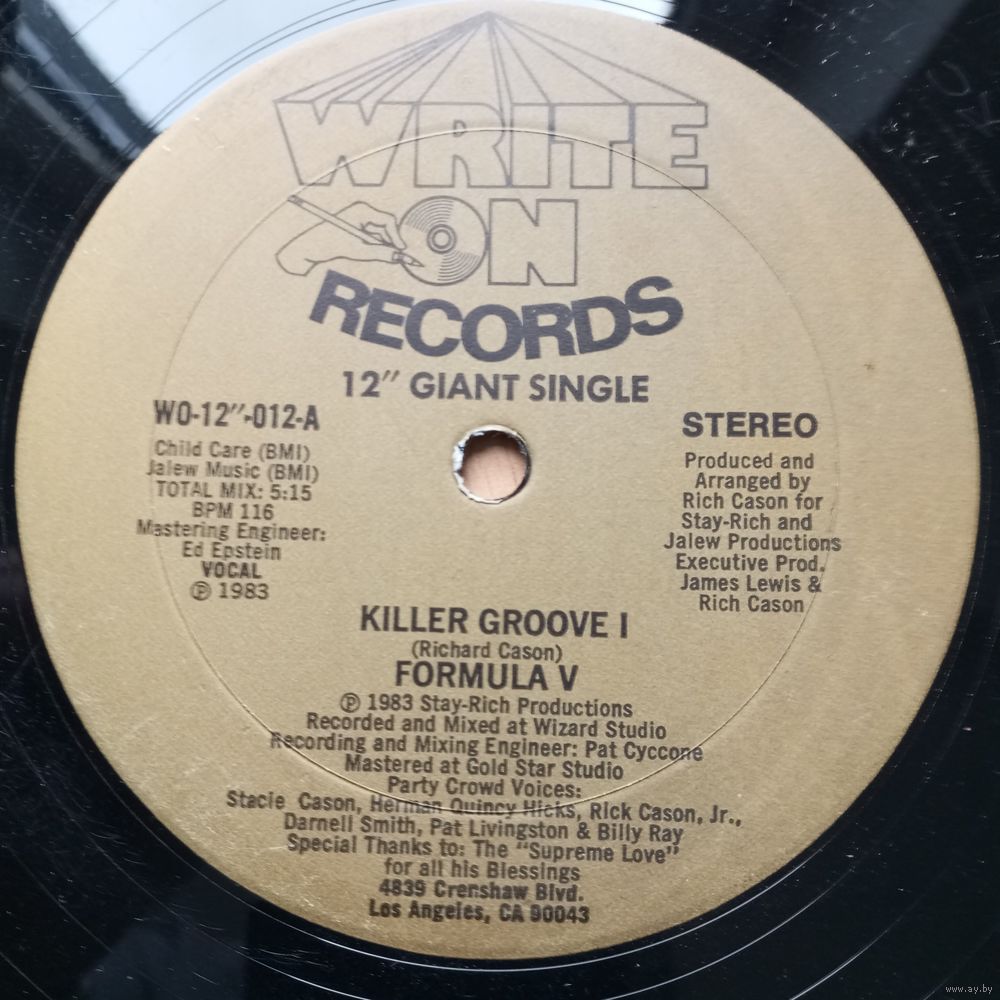 WRITE
ON
RECORDS
12" GIANT SINGLE
WO-12"-012-A
Child Care (BMI)
Jalew Music (BMI)
TOTAL MIX: 5:15
BPM 116
Mastering Engineer:
Ed Epstein
VOCAL
℗ 1983
STEREO
Produced and
Arranged by
Rich Cason for
Stay-Rich and
Jalew Productions
Executive Prod.
James Lewis &
Rich Cason
KILLER GROOVE I
(Richard Cason)
FORMULA V
℗ 1983 Stay-Rich Productions
Recorded and Mixed at Wizard Studio
Recording and Mixing Engineer: Pat Cyccone
Mastered at Gold Star Studio
Party Crowd Voices:
Stacie Cason, Herman Quincy Hicks, Rick Cason, Jr.,
Darnell Smith, Pat Livingston & Billy Ray
Special Thanks to: The "Supreme Love"
for all his Blessings
4839 Crenshaw Blvd.
Los Angeles, CA 90043
www.ay.by